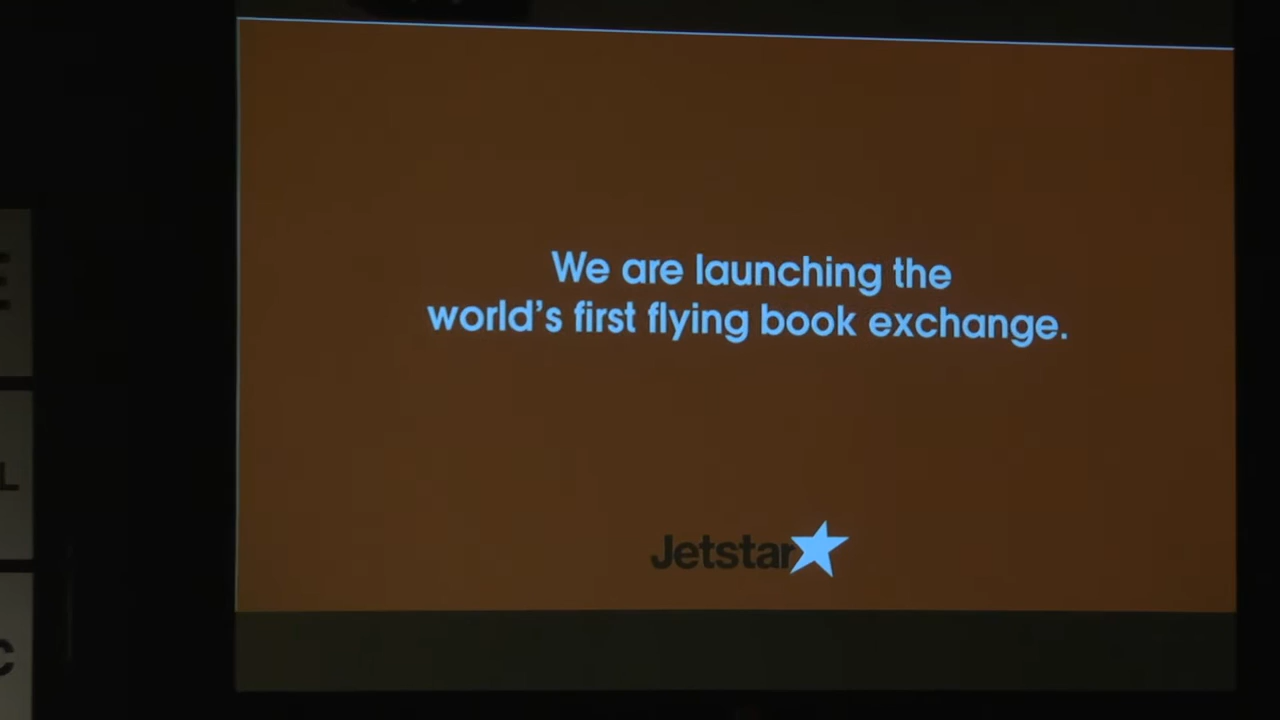 We are launching the
world's first flying book exchange.
Jetstar
L
C